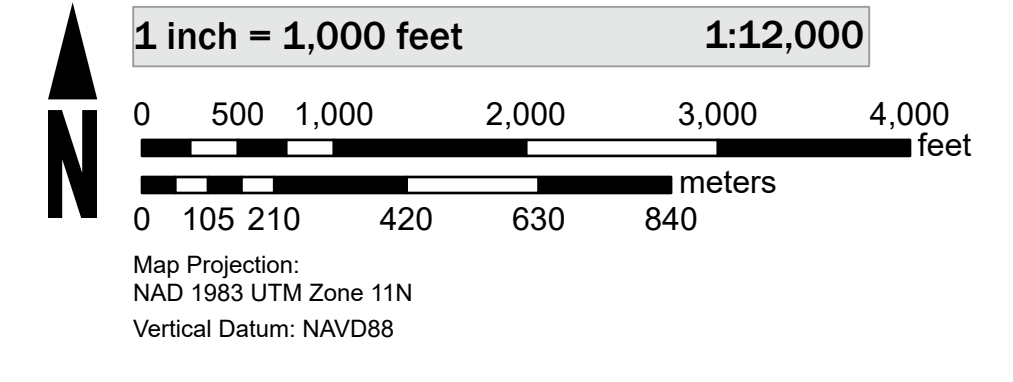 1 inch = 1,000 feet 1:12,000
0 500 1,000 2,000 3,000 4,000
feet
meters
0 105 210 420 630 840
N
Map Projection:
NAD 1983 UTM Zone 11N
Vertical Datum: NAVD88